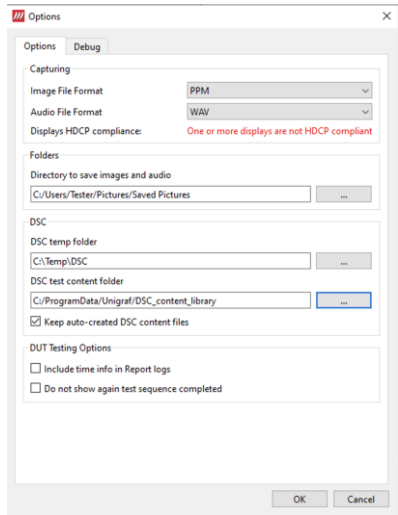 Options
Options Debug
Capturing
Image File Format PPM
Audio File Format WAV
Displays HDCP compliance: One or more displays are not HDCP compliant
Folders
Directory to save images and audio
C:/Users/Tester/Pictures/Saved Pictures ...
DSC
DSC temp folder
C:\Temp\DSC ...
DSC test content folder
C:/ProgramData/Unigraf/DSC_content_library ...
Keep auto-created DSC content files
DUT Testing Options
Include time info in Report logs
Do not show again test sequence completed
OK Cancel